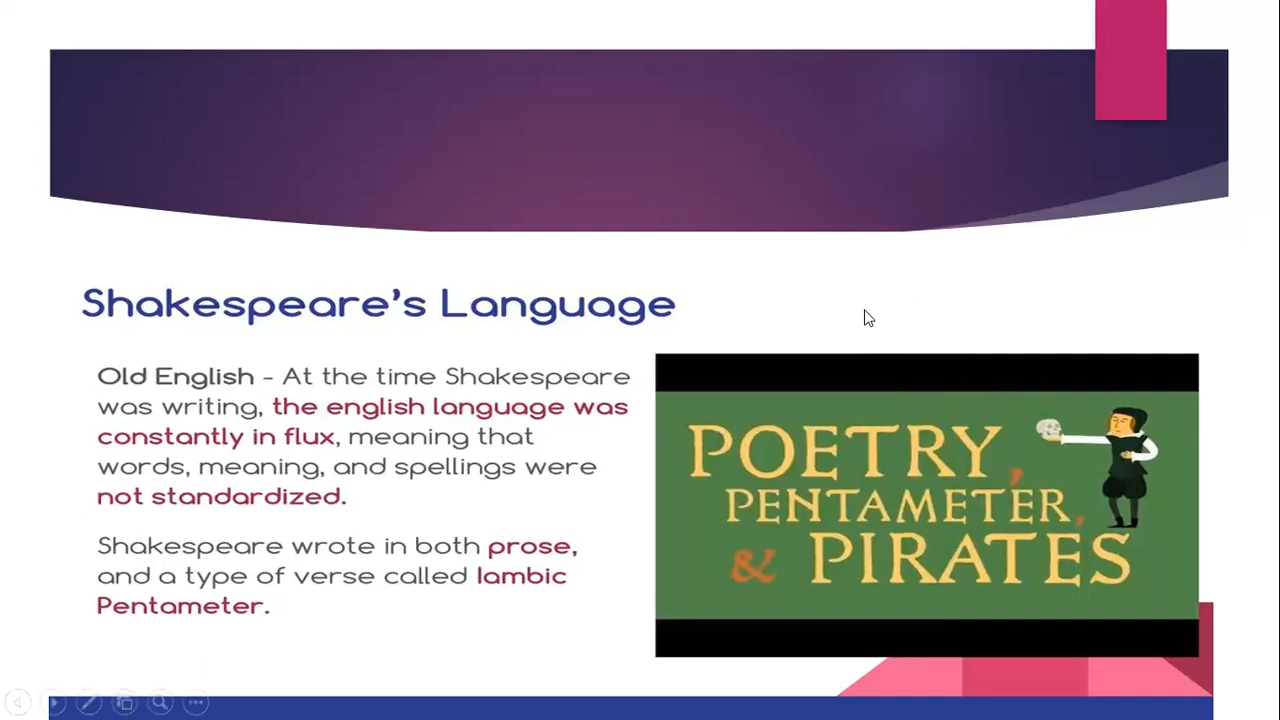 Shakespeare's Language
Old English - At the time Shakespeare
was writing, the english language was
constantly in flux, meaning that
words, meaning, and spellings were
not standardized.
Shakespeare wrote in both prose,
and a type of verse called Iambic
Pentameter.
POETRY,
PENTAMETER,
& PIRATES